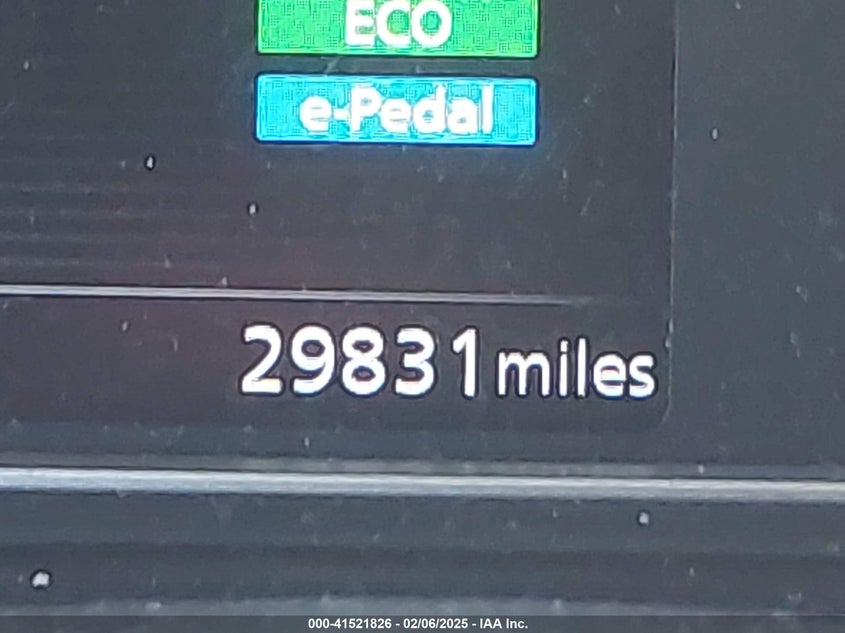 ECO
e-Pedal
29831 miles
000-41521826 - 02/06/2025 - IAA Inc.